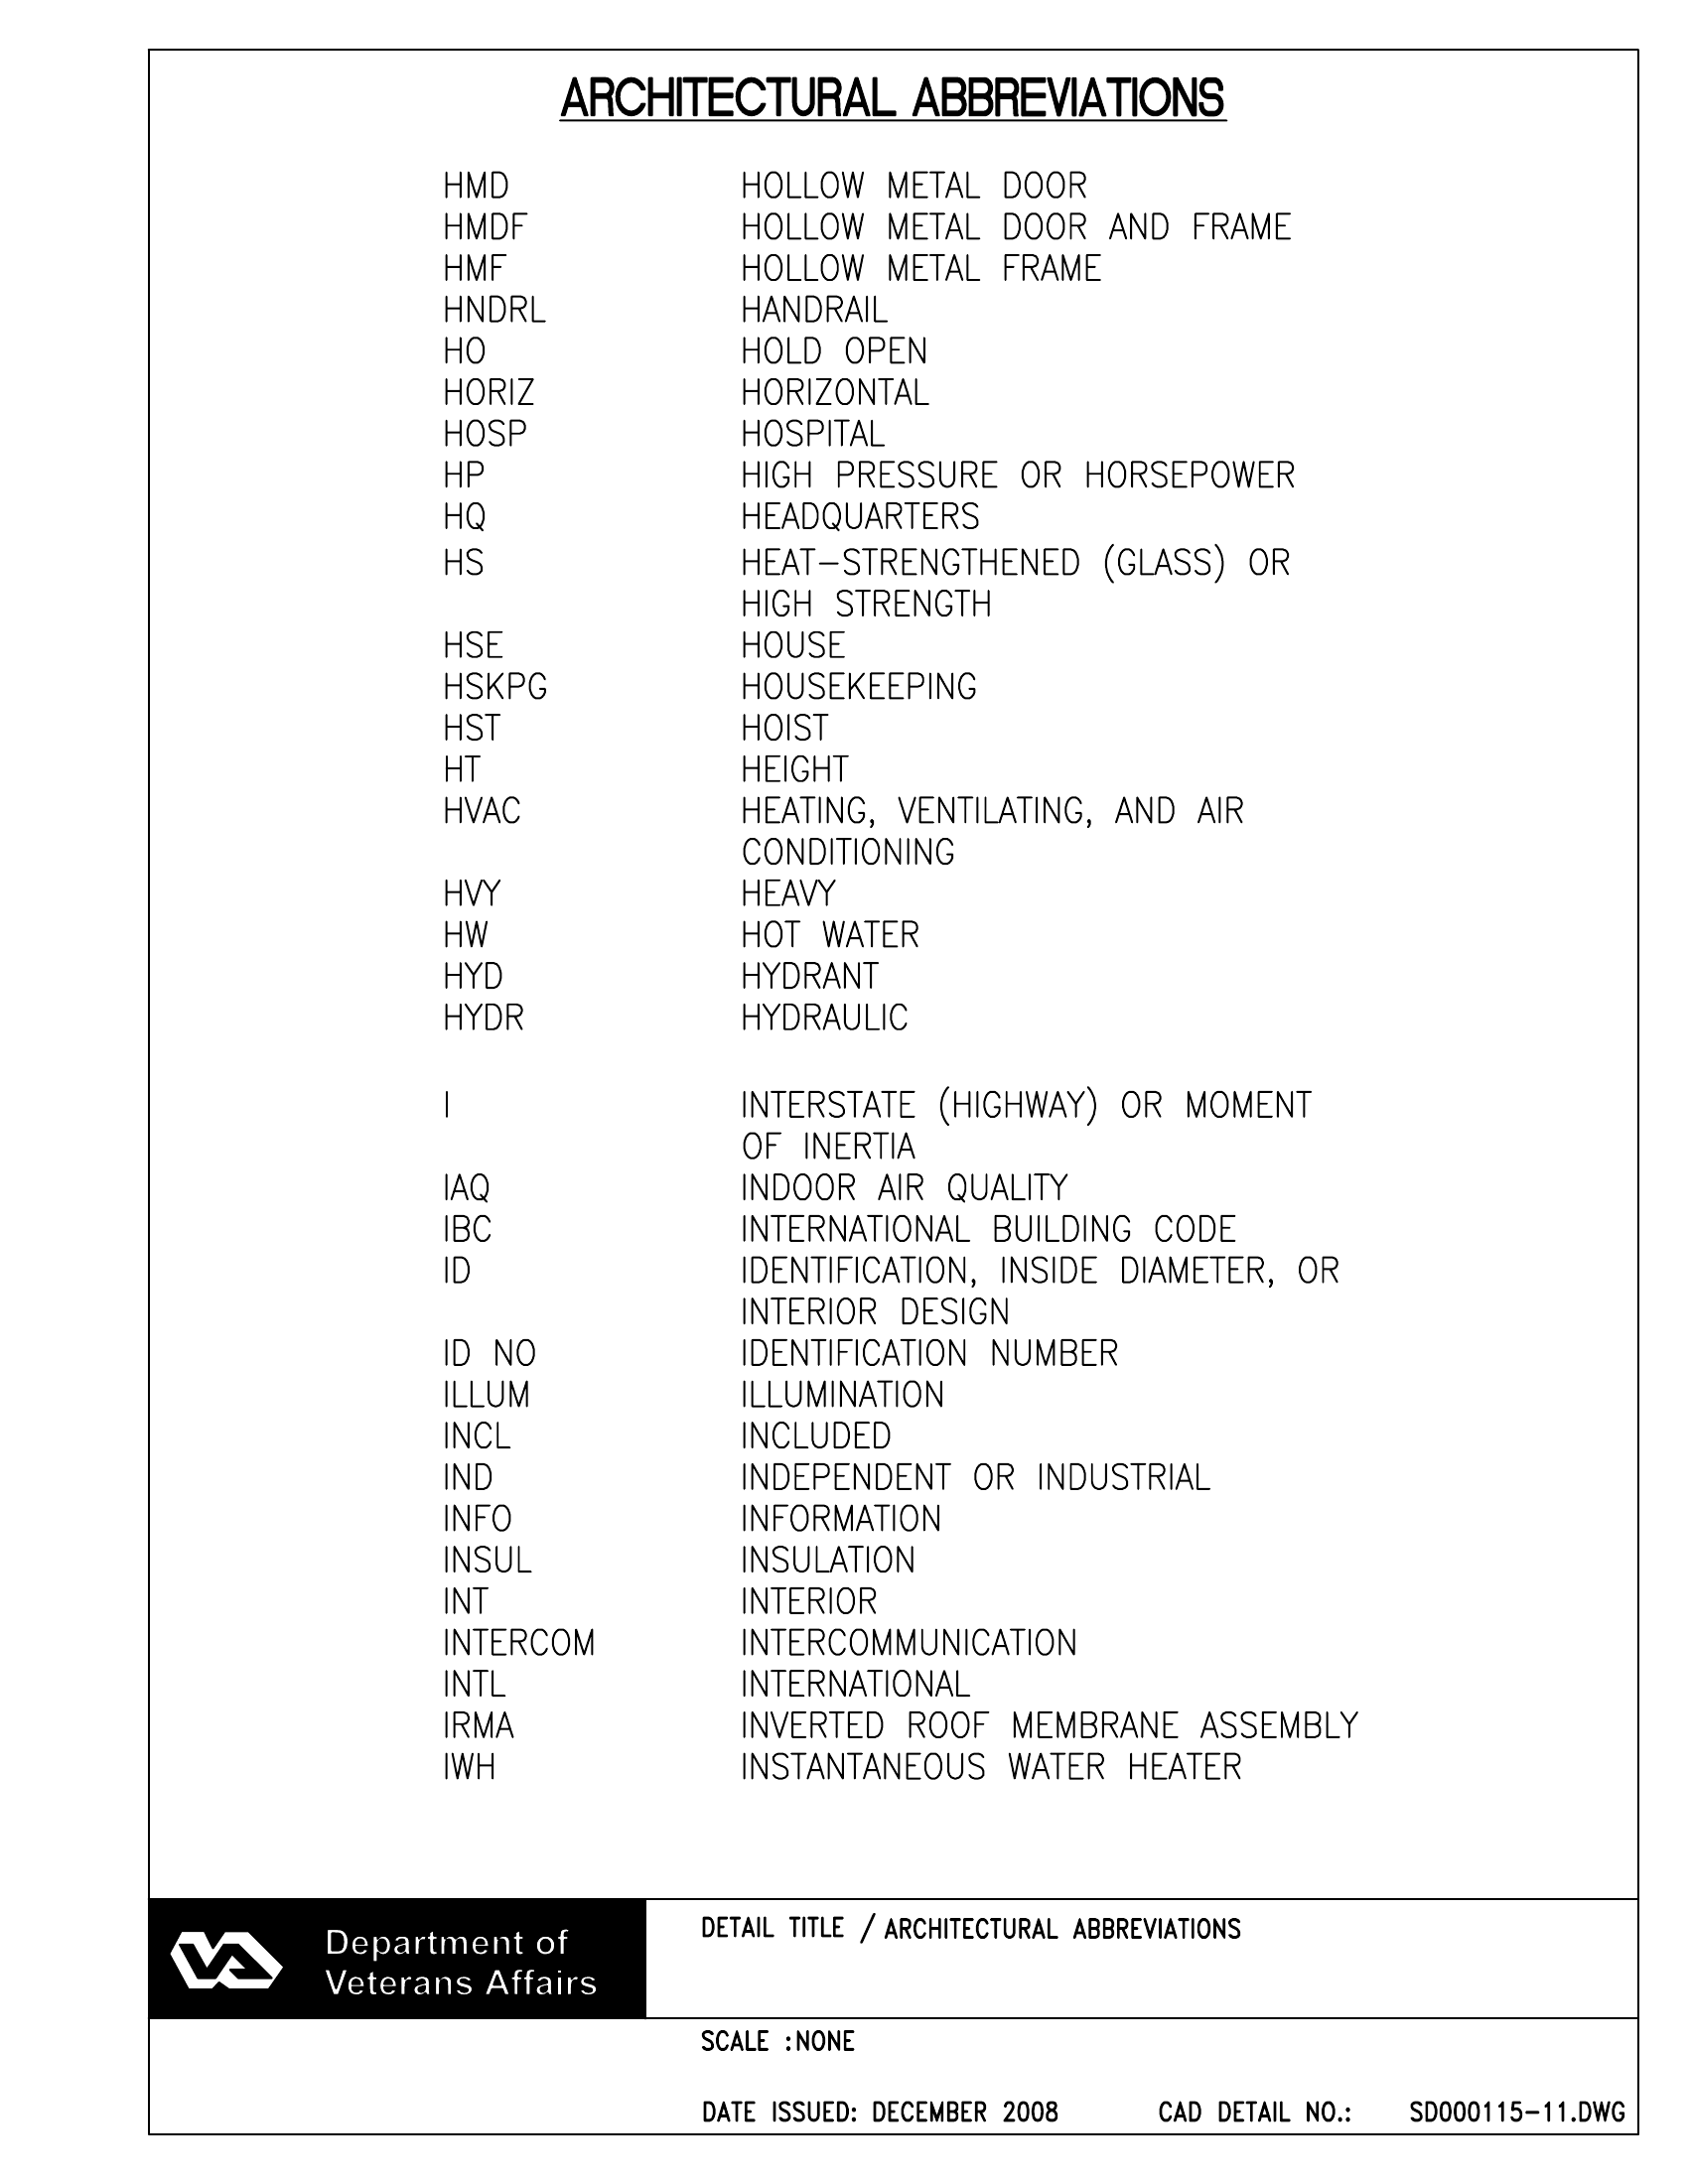 ARCHITECTURAL ABBREVIATIONS
HMD HOLLOW METAL DOOR
HMDF HOLLOW METAL DOOR AND FRAME
HMF HOLLOW METAL FRAME
HNDRL HANDRAIL
HO HOLD OPEN
HORIZ HORIZONTAL
HOSP HOSPITAL
HP HIGH PRESSURE OR HORSEPOWER
HQ HEADQUARTERS
HS HEAT-STRENGTHENED (GLASS) OR
HIGH STRENGTH
HSE HOUSE
HSKPG HOUSEKEEPING
HST HOIST
HT HEIGHT
HVAC HEATING, VENTILATING, AND AIR
CONDITIONING
HVY HEAVY
HW HOT WATER
HYD HYDRANT
HYDR HYDRAULIC
I INTERSTATE (HIGHWAY) OR MOMENT
OF INERTIA
IAQ INDOOR AIR QUALITY
IBC INTERNATIONAL BUILDING CODE
ID IDENTIFICATION, INSIDE DIAMETER, OR
INTERIOR DESIGN
ID NO IDENTIFICATION NUMBER
ILLUM ILLUMINATION
INCL INCLUDED
IND INDEPENDENT OR INDUSTRIAL
INFO INFORMATION
INSUL INSULATION
INT INTERIOR
INTERCOM INTERCOMMUNICATION
INTL INTERNATIONAL
IRMA INVERTED ROOF MEMBRANE ASSEMBLY
IWH INSTANTANEOUS WATER HEATER
Department of
Veterans Affairs
DETAIL TITLE / ARCHITECTURAL ABBREVIATIONS
SCALE :NONE
DATE ISSUED: DECEMBER 2008 CAD DETAIL NO.: SD000115-11.DWG